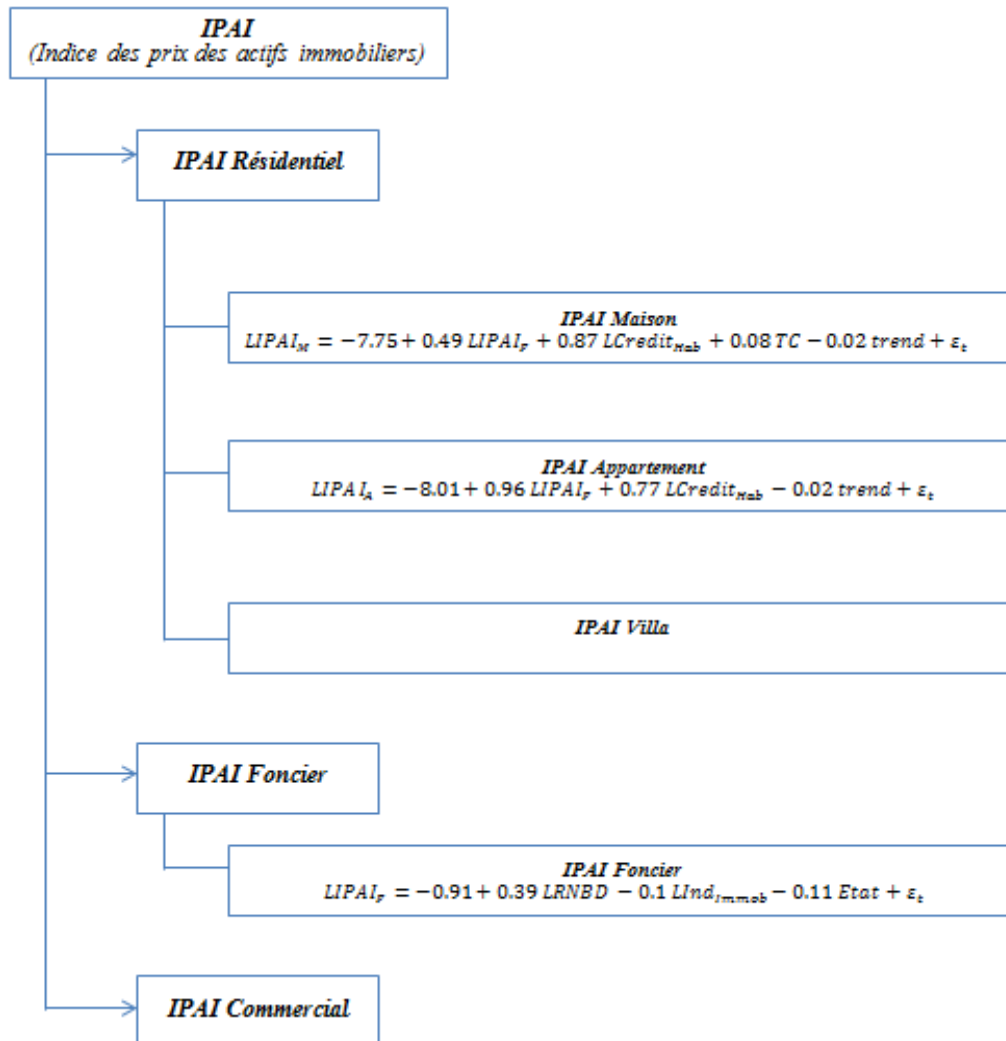 IPAI
(Indice des prix des actifs immobiliers)
IPAI Résidentiel
IPAI Maison
LIPAI_M = −7.75 + 0.49 LIPAI_F + 0.87 LCredit_Hab + 0.08 TC − 0.02 trend + ε_t
IPAI Appartement
LIPAI_A = −8.01 + 0.96 LIPAI_F + 0.77 LCredit_Hab − 0.02 trend + ε_t
IPAI Villa
IPAI Foncier
IPAI Foncier
LIPAI_F = −0.91 + 0.39 LRNBD − 0.1 LInd_Immob − 0.11 Etat + ε_t
IPAI Commercial